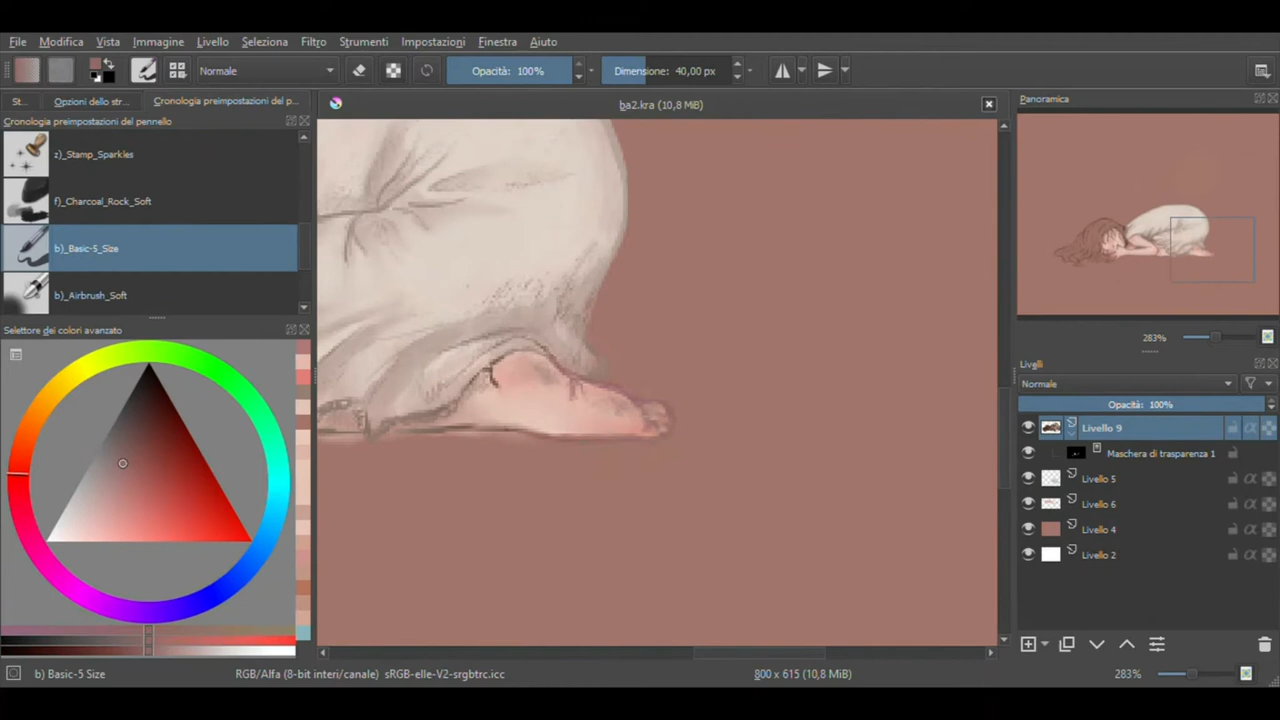 File Modifica Vista Immagine Livello Seleziona Filtro Strumenti Impostazioni Finestra Aiuto
Normale Opacità: 100% Dimensione: 40,00 px
St... Opzioni dello str... Cronologia preimpostazioni del p... ba2.kra (10,8 MiB) Panoramica
Cronologia preimpostazioni del pennello
z)_Stamp_Sparkles
f)_Charcoal_Rock_Soft
b)_Basic-5_Size
b)_Airbrush_Soft
Selettore dei colori avanzato
283%
Livelli
Normale
Opacità: 100%
Livello 9
Maschera di trasparenza 1
Livello 5
Livello 6
Livello 4
Livello 2
b) Basic-5 Size RGB/Alfa (8-bit interi/canale) sRGB-elle-V2-srgbtrc.icc 800 x 615 (10,8 MiB) 283%